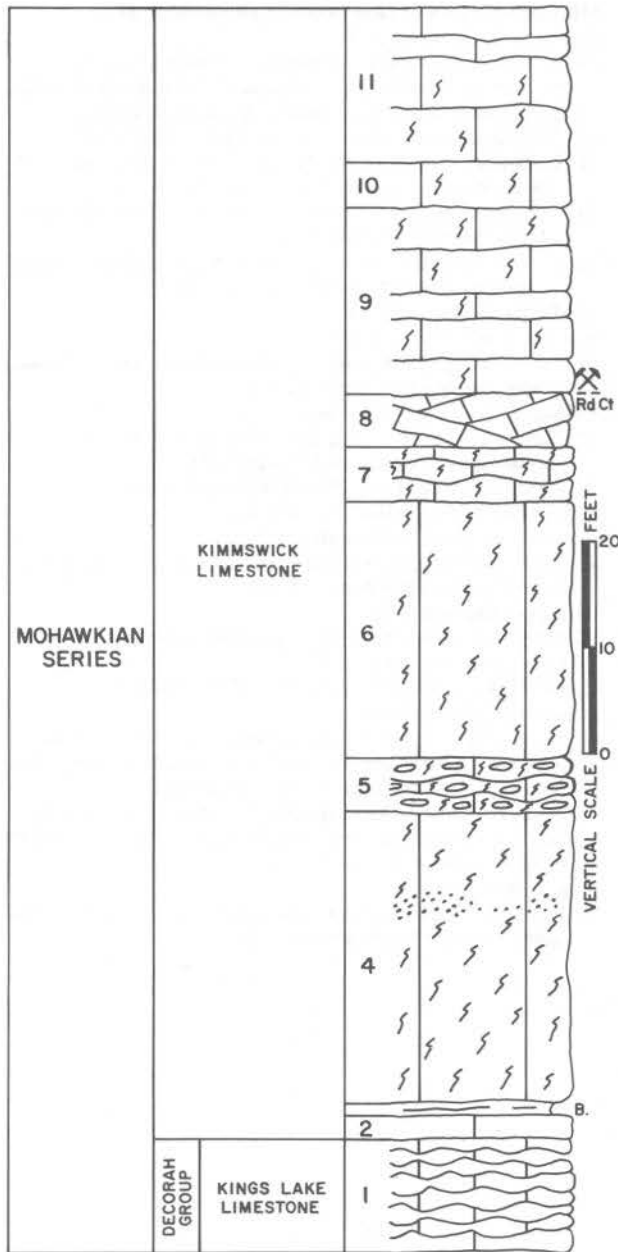 11
10
9
Rd Ct
8
7
KIMMSWICK
LIMESTONE
FEET
20
MOHAWKIAN
SERIES
6
10
0
5
VERTICAL SCALE
4
B.
2
DECORAH
GROUP
KINGS LAKE
LIMESTONE
1